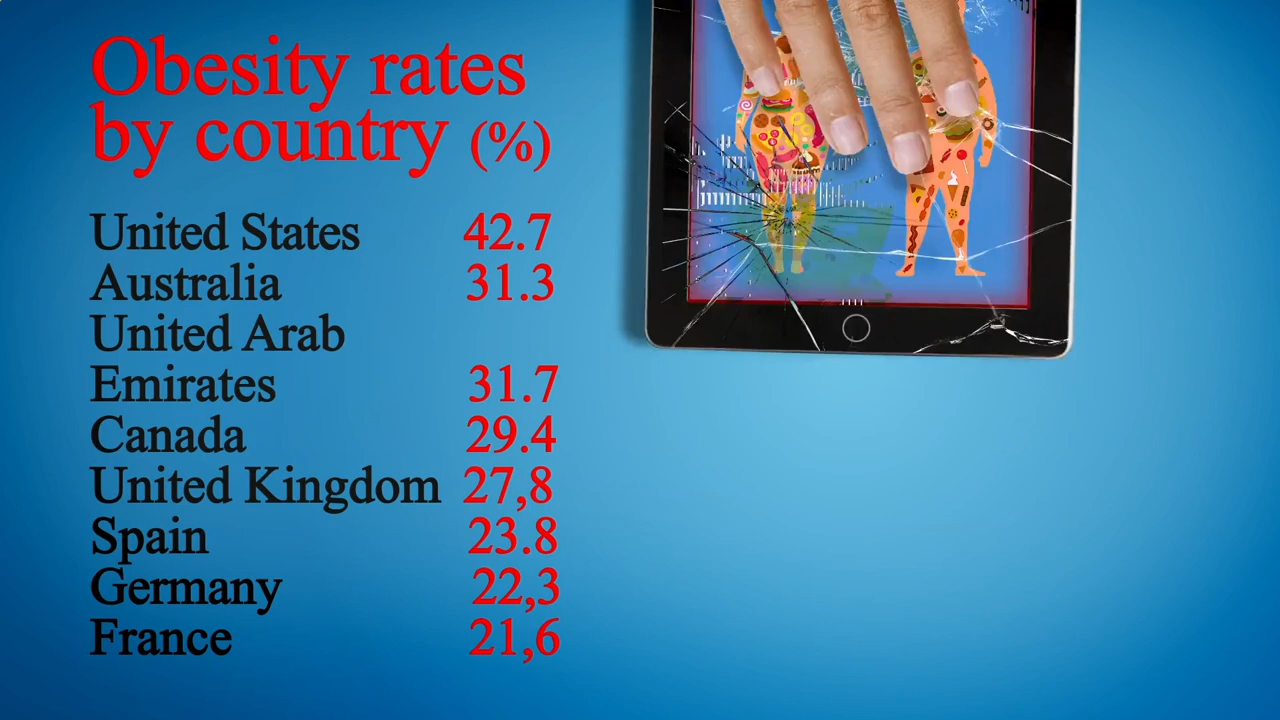 Obesity rates
by country (%)
United States 42.7
Australia 31.3
United Arab
Emirates 31.7
Canada 29.4
United Kingdom 27,8
Spain 23.8
Germany 22,3
France 21,6